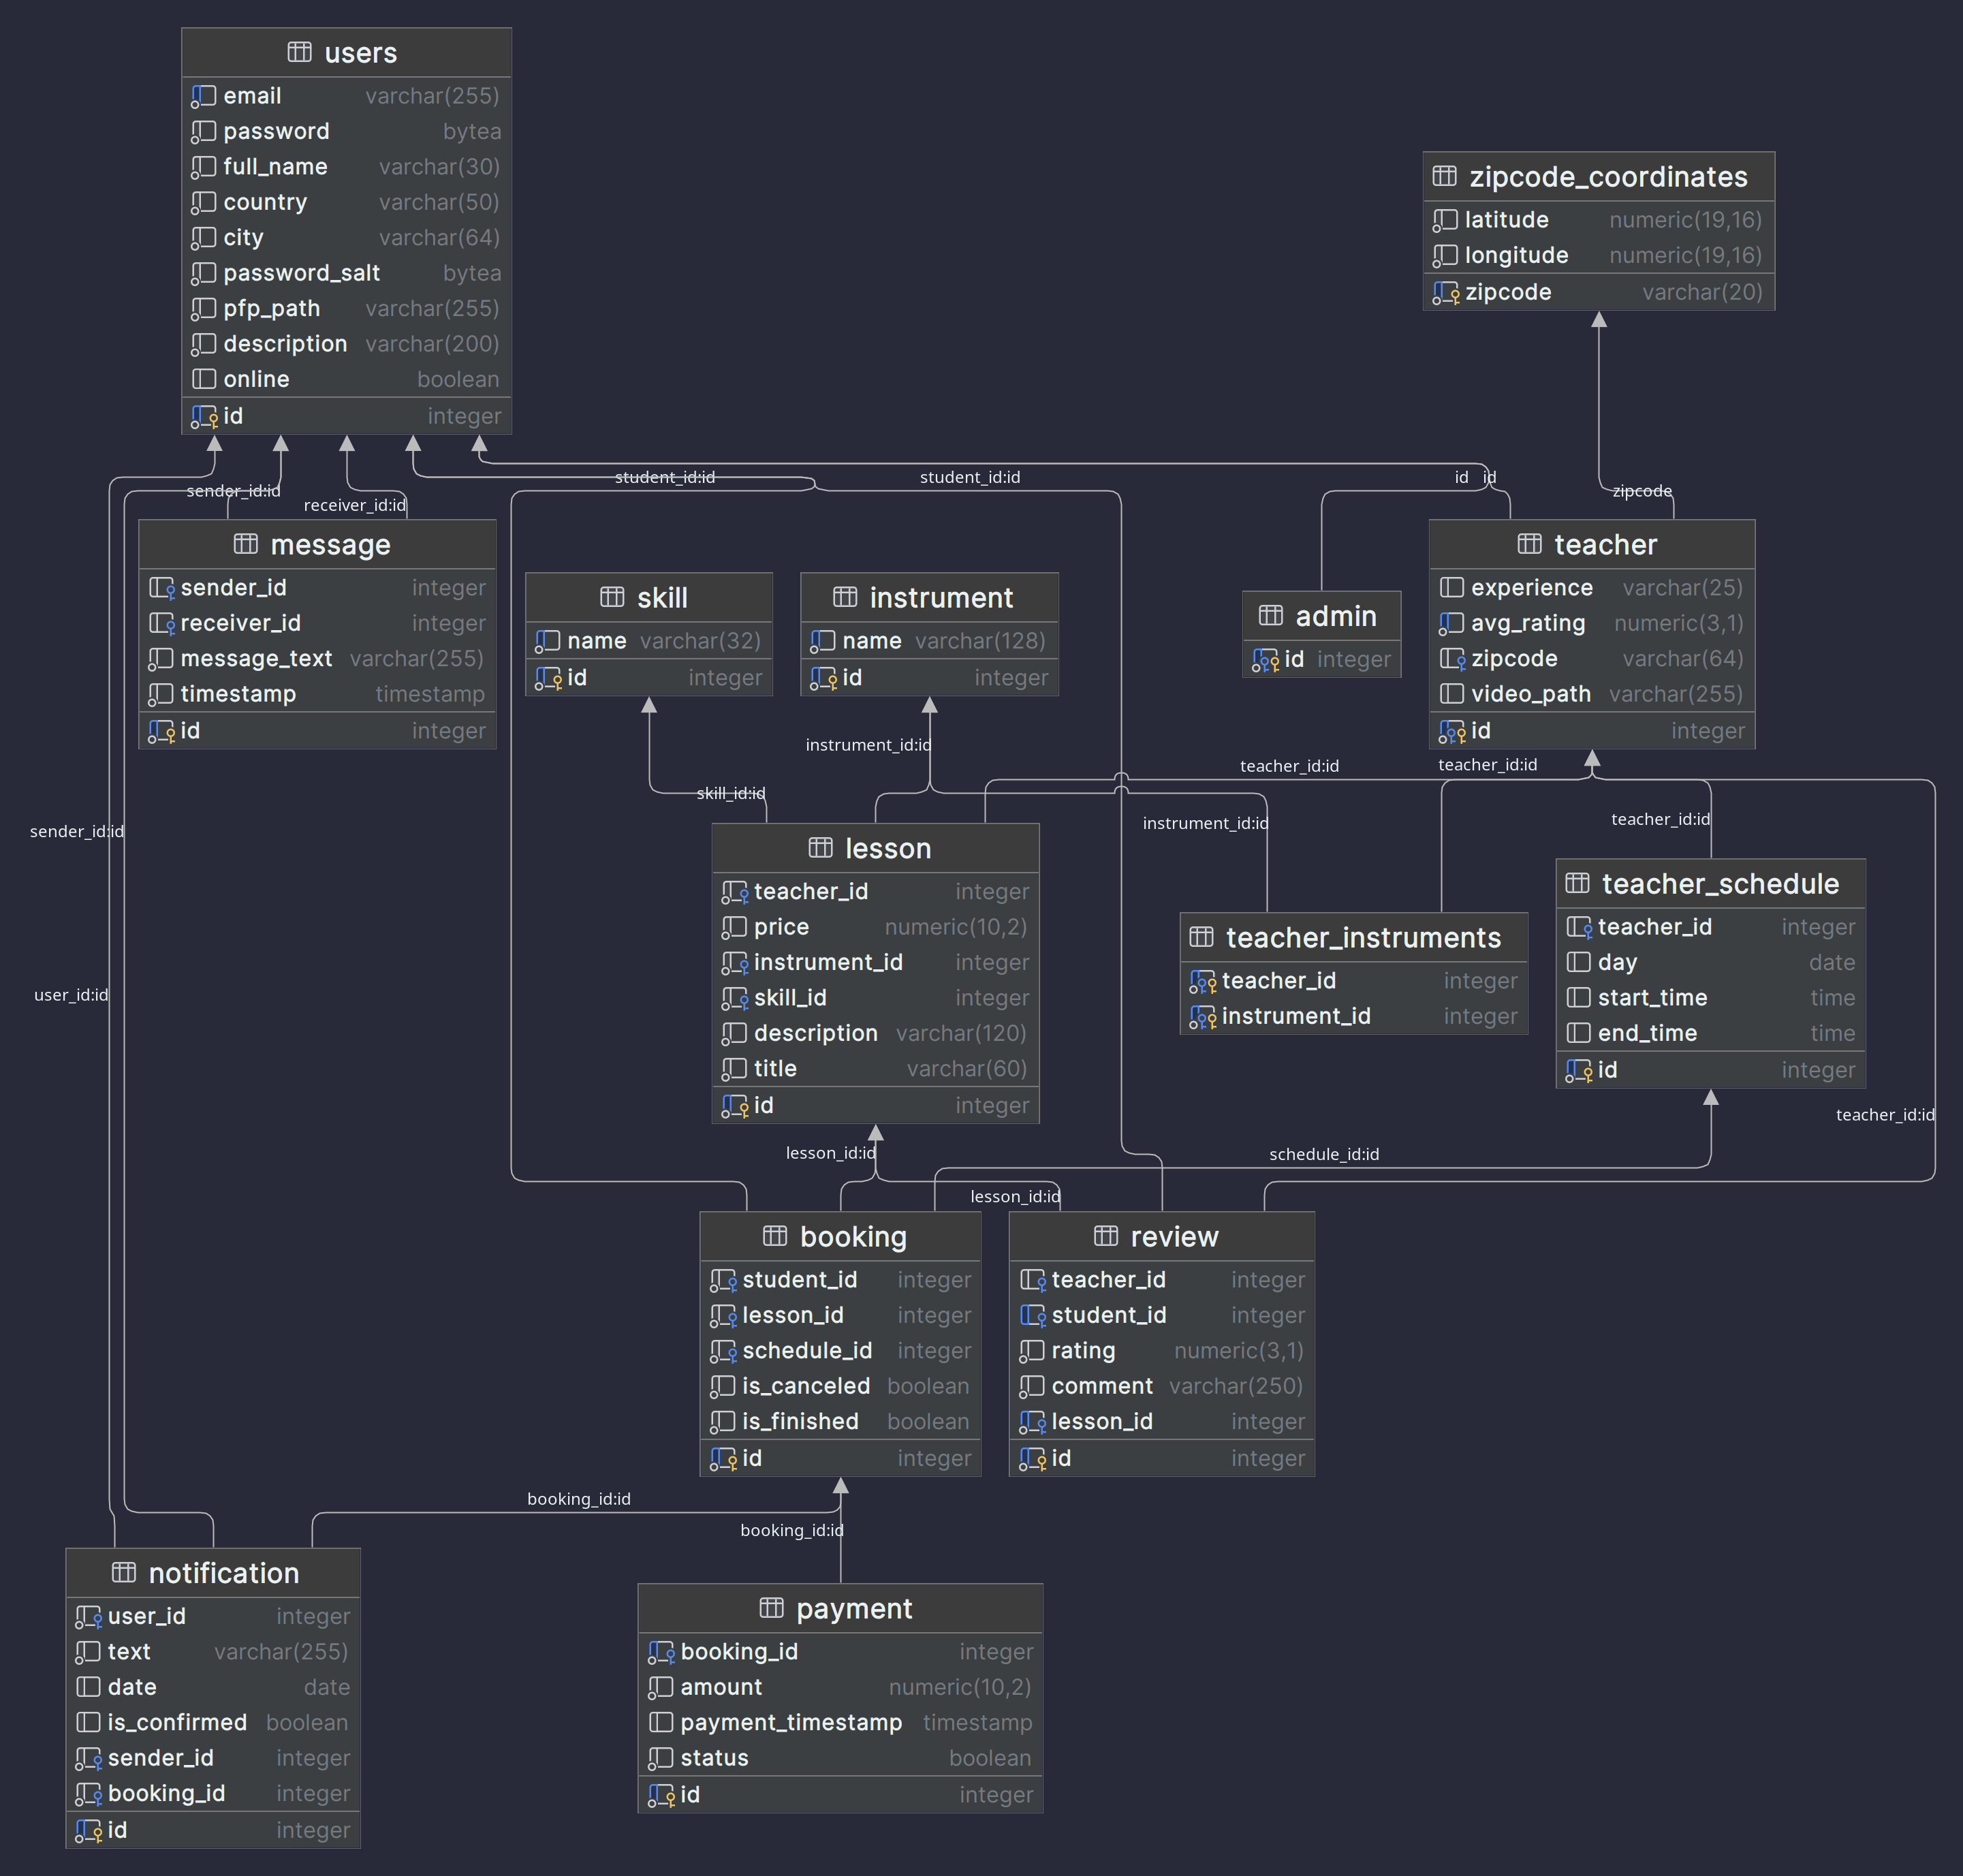 users
email varchar(255)
password bytea
full_name varchar(30)
country varchar(50)
city varchar(64)
password_salt bytea
pfp_path varchar(255)
description varchar(200)
online boolean
id integer
zipcode_coordinates
latitude numeric(19,16)
longitude numeric(19,16)
zipcode varchar(20)
sender_id:id
receiver_id:id
student_id:id
student_id:id
id
id
zipcode
message
sender_id integer
receiver_id integer
message_text varchar(255)
timestamp timestamp
id integer
skill
name varchar(32)
id integer
instrument
name varchar(128)
id integer
admin
id integer
teacher
experience varchar(25)
avg_rating numeric(3,1)
zipcode varchar(64)
video_path varchar(255)
id integer
instrument_id:id
skill_id:id
teacher_id:id
teacher_id:id
instrument_id:id
teacher_id:id
sender_id:id
user_id:id
lesson
teacher_id integer
price numeric(10,2)
instrument_id integer
skill_id integer
description varchar(120)
title varchar(60)
id integer
teacher_instruments
teacher_id integer
instrument_id integer
teacher_schedule
teacher_id integer
day date
start_time time
end_time time
id integer
teacher_id:id
lesson_id:id
schedule_id:id
lesson_id:id
booking
student_id integer
lesson_id integer
schedule_id integer
is_canceled boolean
is_finished boolean
id integer
review
teacher_id integer
student_id integer
rating numeric(3,1)
comment varchar(250)
lesson_id integer
id integer
booking_id:id
booking_id:id
notification
user_id integer
text varchar(255)
date date
is_confirmed boolean
sender_id integer
booking_id integer
id integer
payment
booking_id integer
amount numeric(10,2)
payment_timestamp timestamp
status boolean
id integer